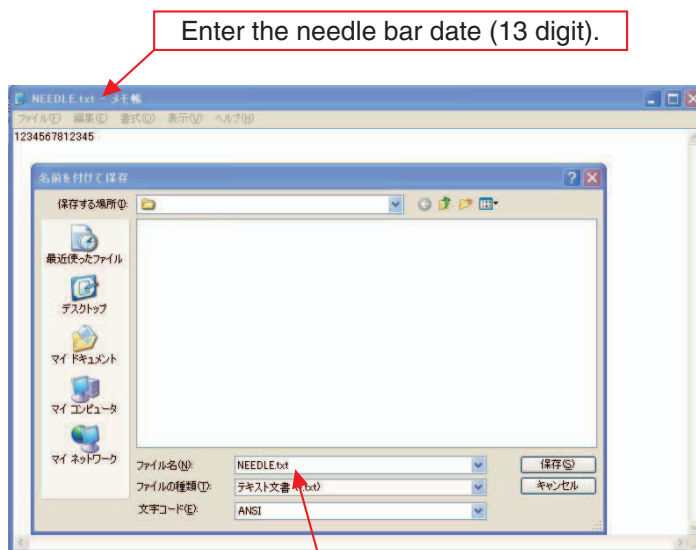 Enter the needle bar date (13 digit).
NEEDLE.txt - メモ帳
ファイル(F) 編集(E) 書式(O) 表示(V) ヘルプ(H)
1234567812345
名前を付けて保存
保存する場所(I):
最近使ったファイル
デスクトップ
マイ ドキュメント
マイ コンピュータ
マイ ネットワーク
ファイル名(N): NEEDLE.txt 保存(S)
ファイルの種類(T): テキスト文書 (*.txt) キャンセル
文字コード(E): ANSI